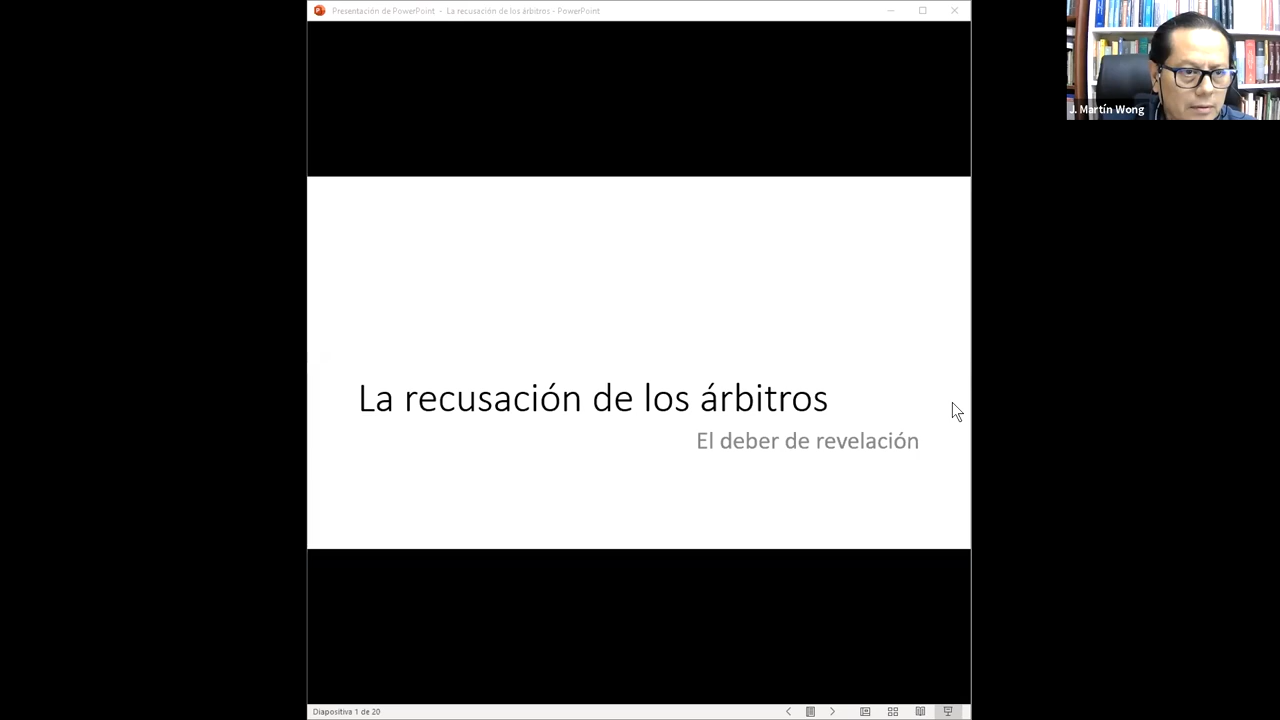 Presentación de PowerPoint - La recusación de los árbitros - PowerPoint
J. Martín Wong
La recusación de los árbitros
El deber de revelación
Diapositiva 1 de 20